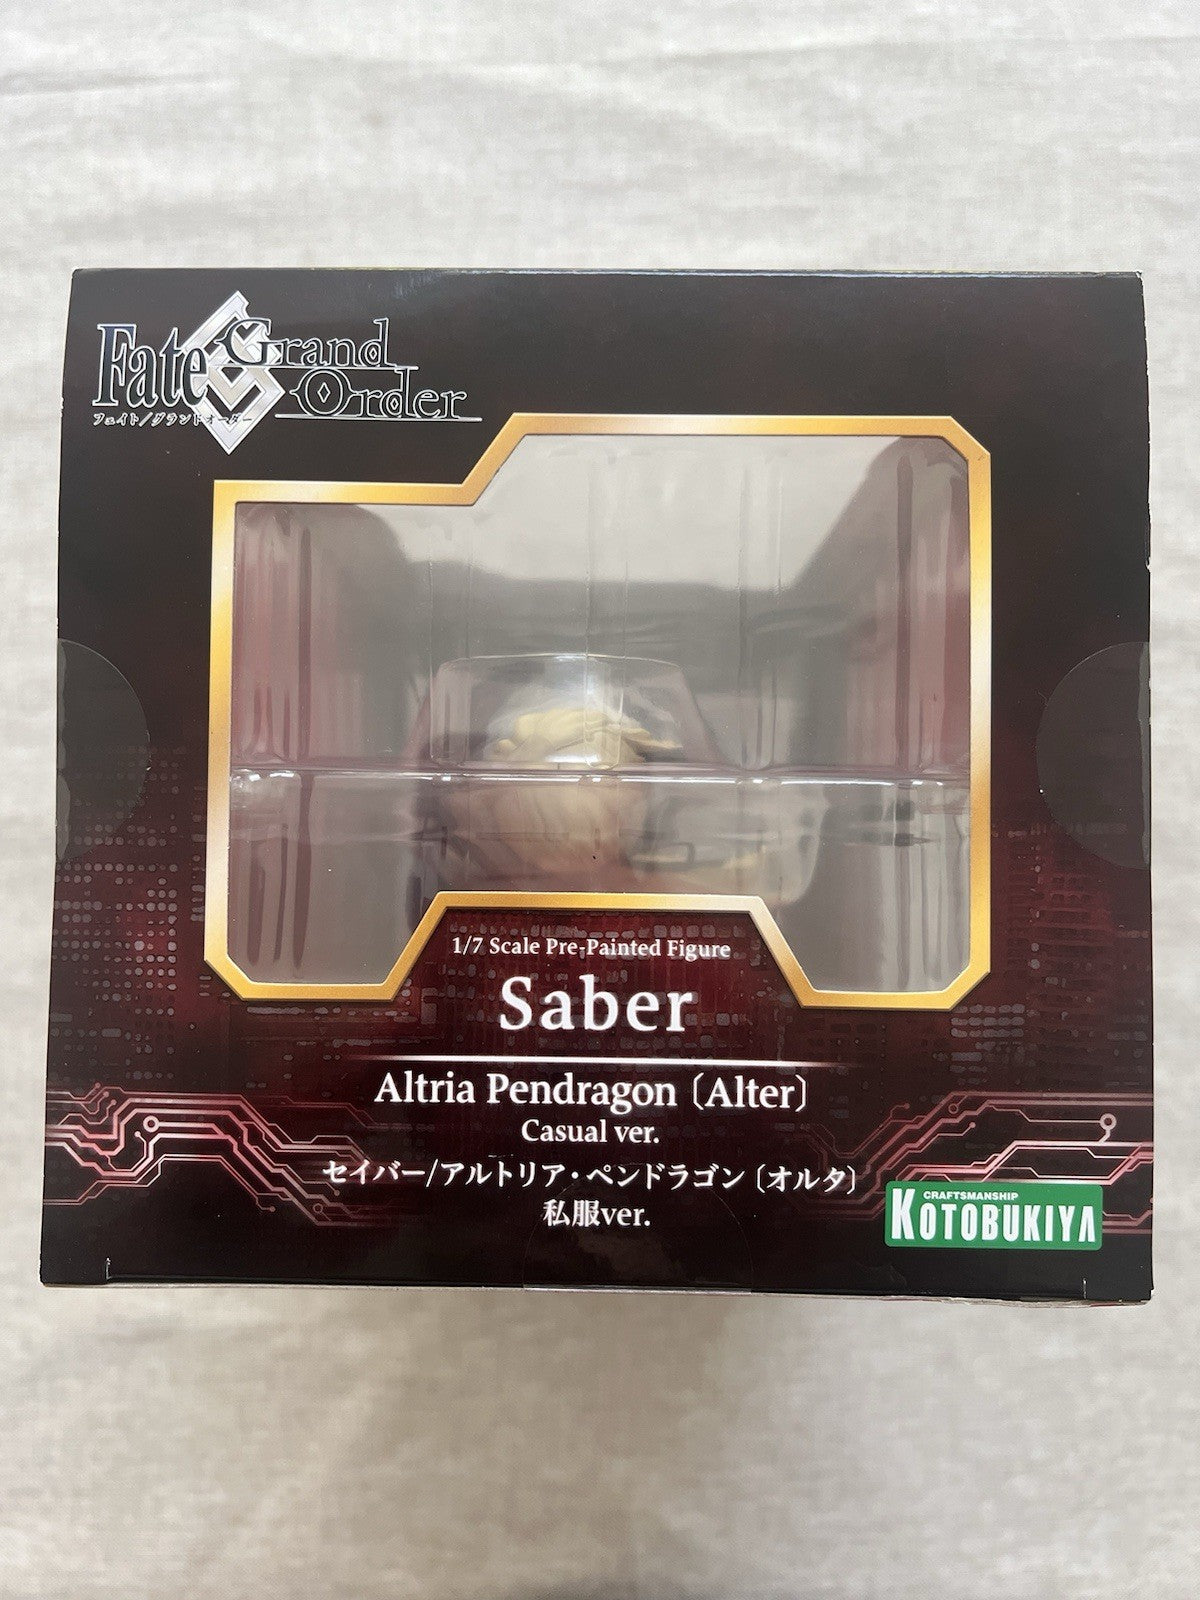 Fate Grand Order
フェイト/グランドオーダー
1/7 Scale Pre-Painted Figure
Saber
Altria Pendragon〔Alter〕
Casual ver.
セイバー/アルトリア・ペンドラゴン〔オルタ〕
私服ver.
CRAFTSMANSHIP
KOTOBUKIYA